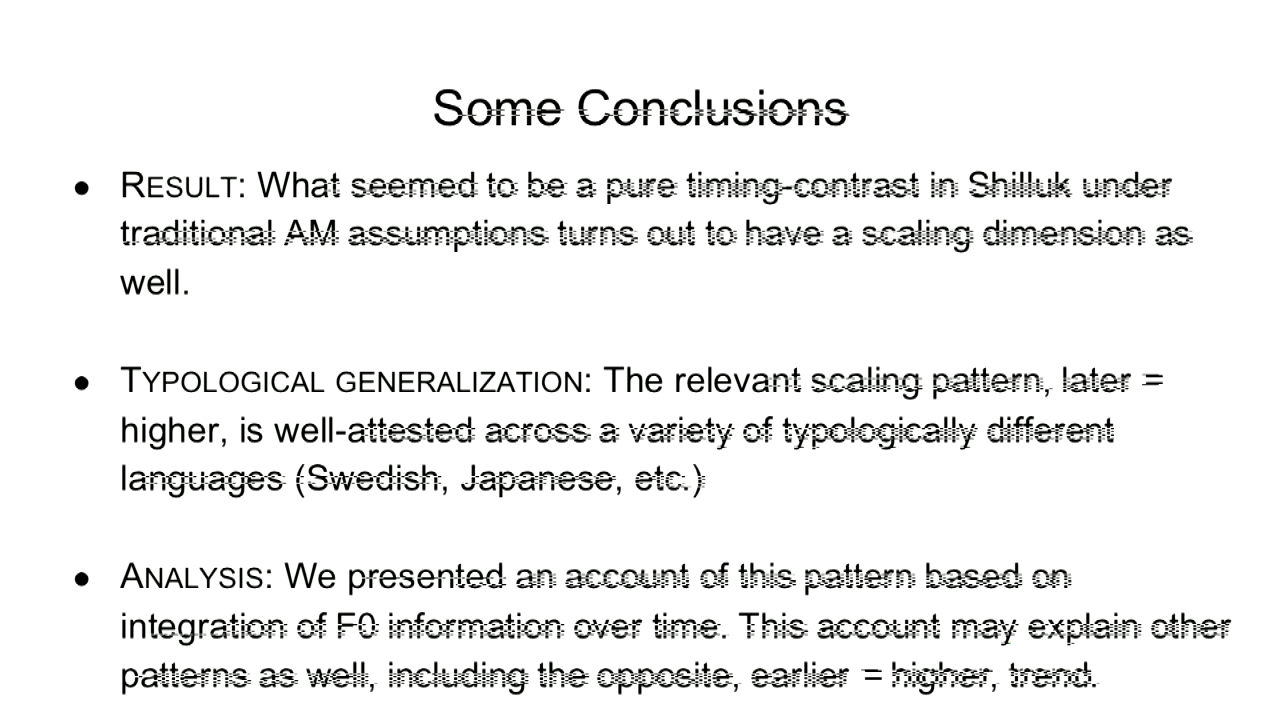 Some Conclusions
● RESULT: What seemed to be a pure timing-contrast in Shilluk under
traditional AM assumptions turns out to have a scaling dimension as
well.
● TYPOLOGICAL GENERALIZATION: The relevant scaling pattern, later =
higher, is well-attested across a variety of typologically different
languages (Swedish, Japanese, etc.)
● ANALYSIS: We presented an account of this pattern based on
integration of F0 information over time. This account may explain other
patterns as well, including the opposite, earlier = higher, trend.